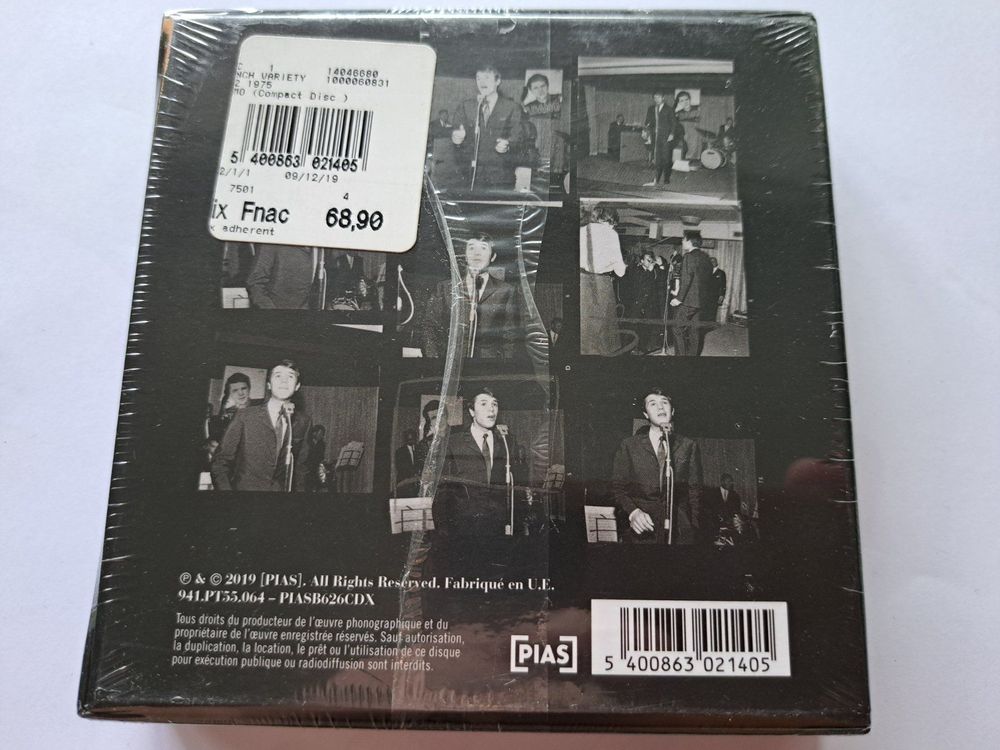 1 14046680
NCH VARIETY 1000060831
1975
(Compact Disc )
5 400863 021405
2/1/1 09/12/19
7501 4
ix Fnac 68,90
adherent
℗ & © 2019 [PIAS]. All Rights Reserved. Fabriqué en U.E.
941.PT55.064 – PIASB626CDX
Tous droits du producteur de l'œuvre phonographique et du
propriétaire de l'œuvre enregistrée réservés. Sauf autorisation,
la duplication, la location, le prêt ou l'utilisation de ce disque
pour exécution publique ou radiodiffusion sont interdits.
[PIAS]
5 400863 021405